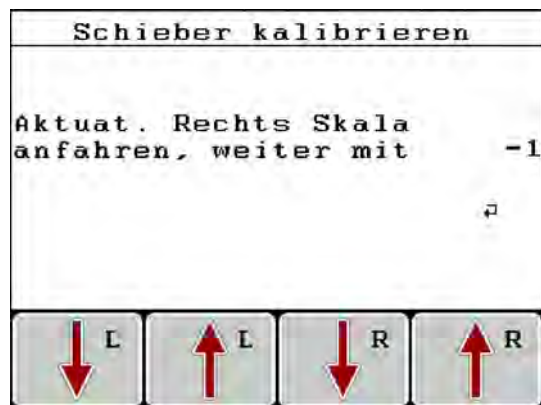 Schieber kalibrieren
Aktuat. Rechts Skala
anfahren, weiter mit -1
↵
L L R R